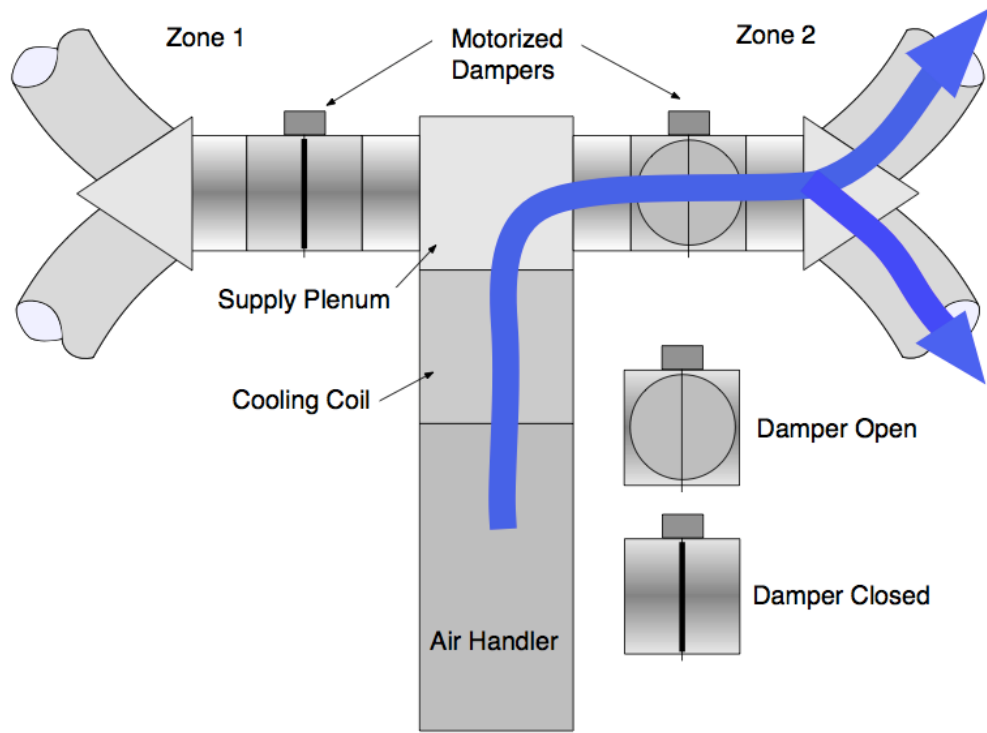 Zone 1
Motorized
Dampers
Zone 2
Supply Plenum
Cooling Coil
Damper Open
Damper Closed
Air Handler